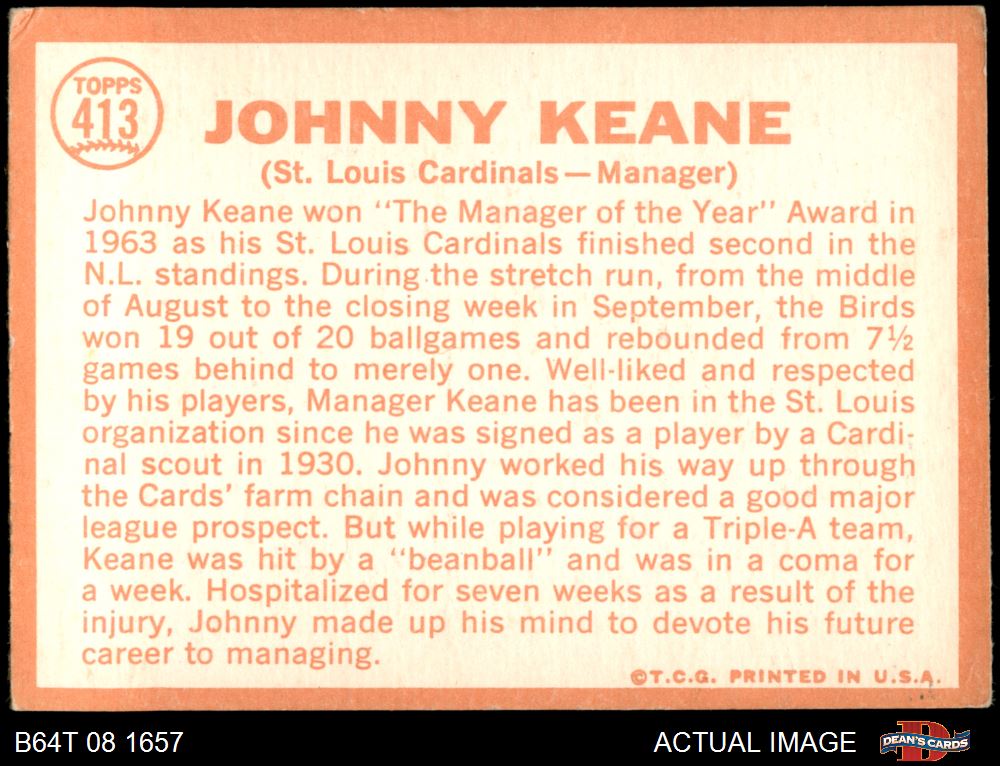 TOPPS
413
JOHNNY KEANE
(St. Louis Cardinals — Manager)
Johnny Keane won "The Manager of the Year" Award in
1963 as his St. Louis Cardinals finished second in the
N.L. standings. During the stretch run, from the middle
of August to the closing week in September, the Birds
won 19 out of 20 ballgames and rebounded from 7½
games behind to merely one. Well-liked and respected
by his players, Manager Keane has been in the St. Louis
organization since he was signed as a player by a Cardi-
nal scout in 1930. Johnny worked his way up through
the Cards' farm chain and was considered a good major
league prospect. But while playing for a Triple-A team,
Keane was hit by a "beanball" and was in a coma for
a week. Hospitalized for seven weeks as a result of the
injury, Johnny made up his mind to devote his future
career to managing.
©T.C.G. PRINTED IN U.S.A.
B64T 08 1657
ACTUAL IMAGE
D
DEAN'S CARDS